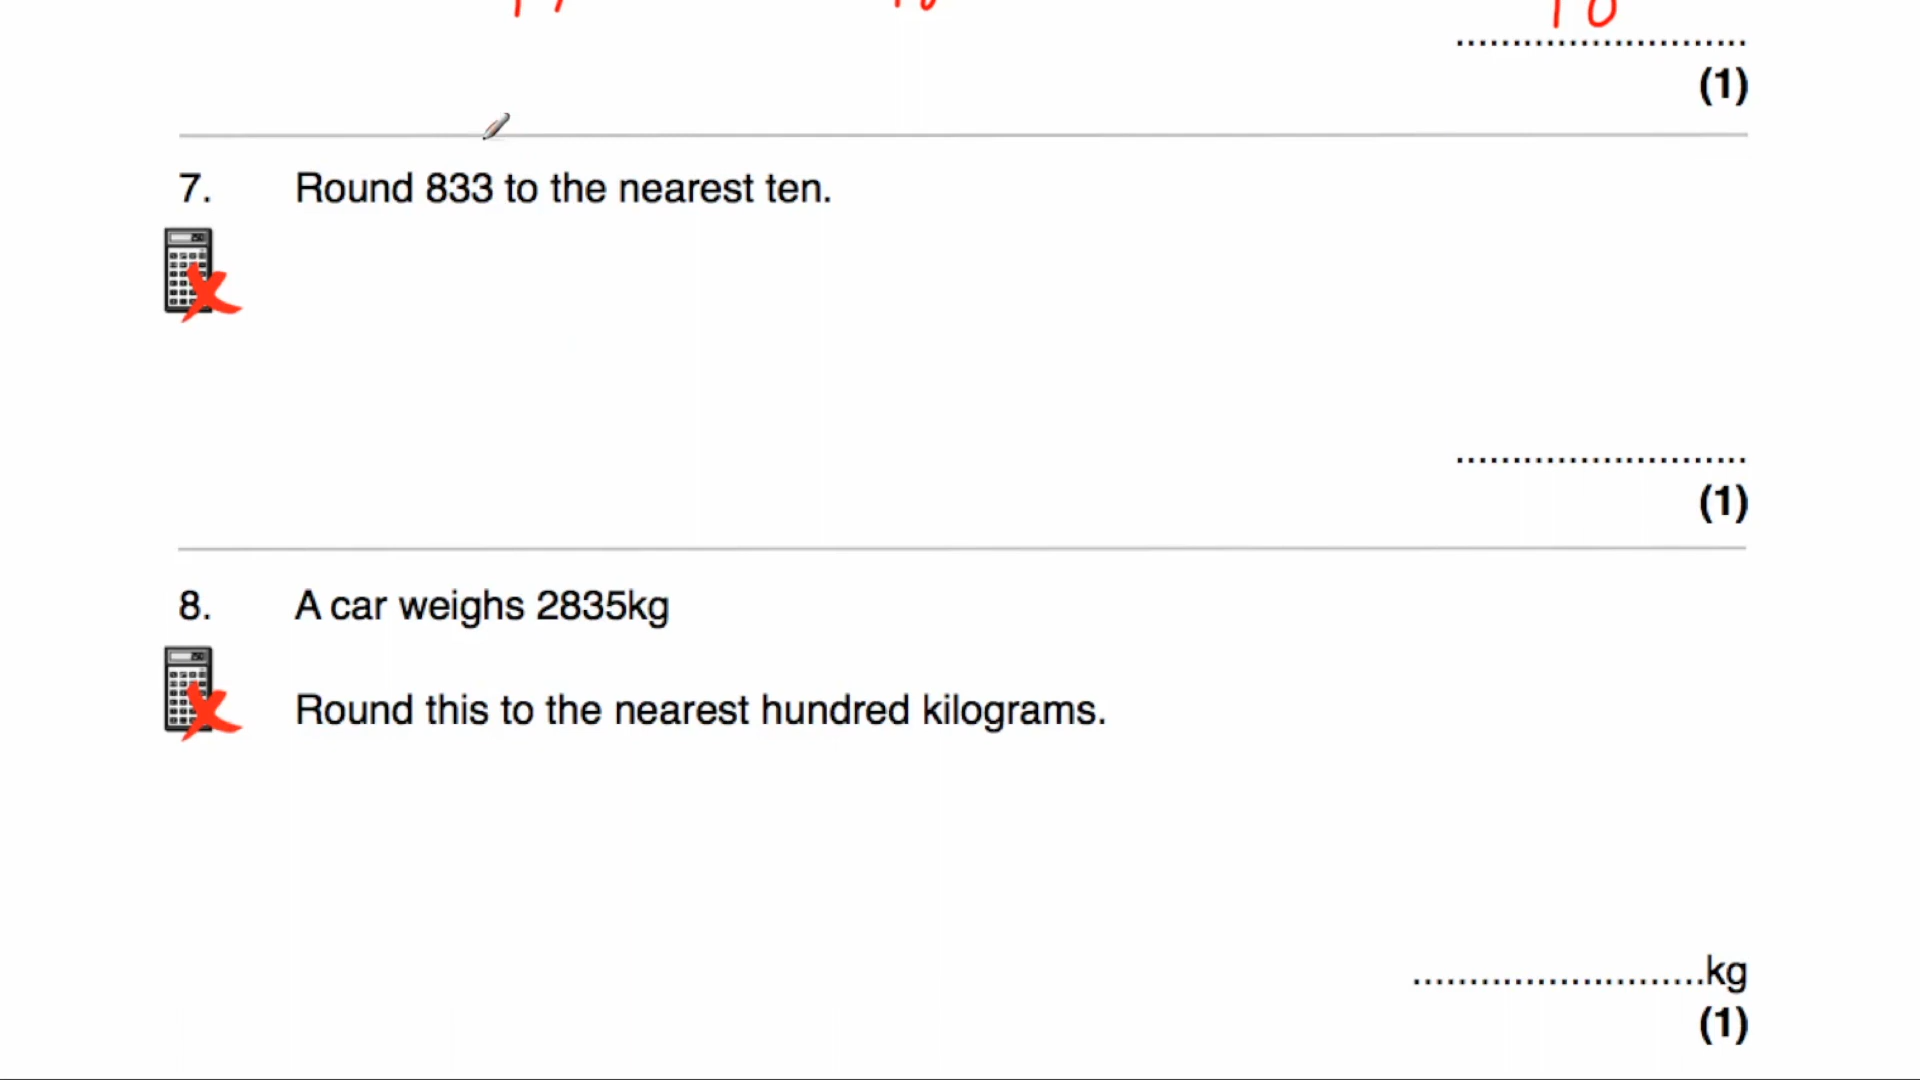 (1)
7. Round 833 to the nearest ten.
..........................
(1)
8. A car weighs 2835kg
Round this to the nearest hundred kilograms.
..........................kg
(1)